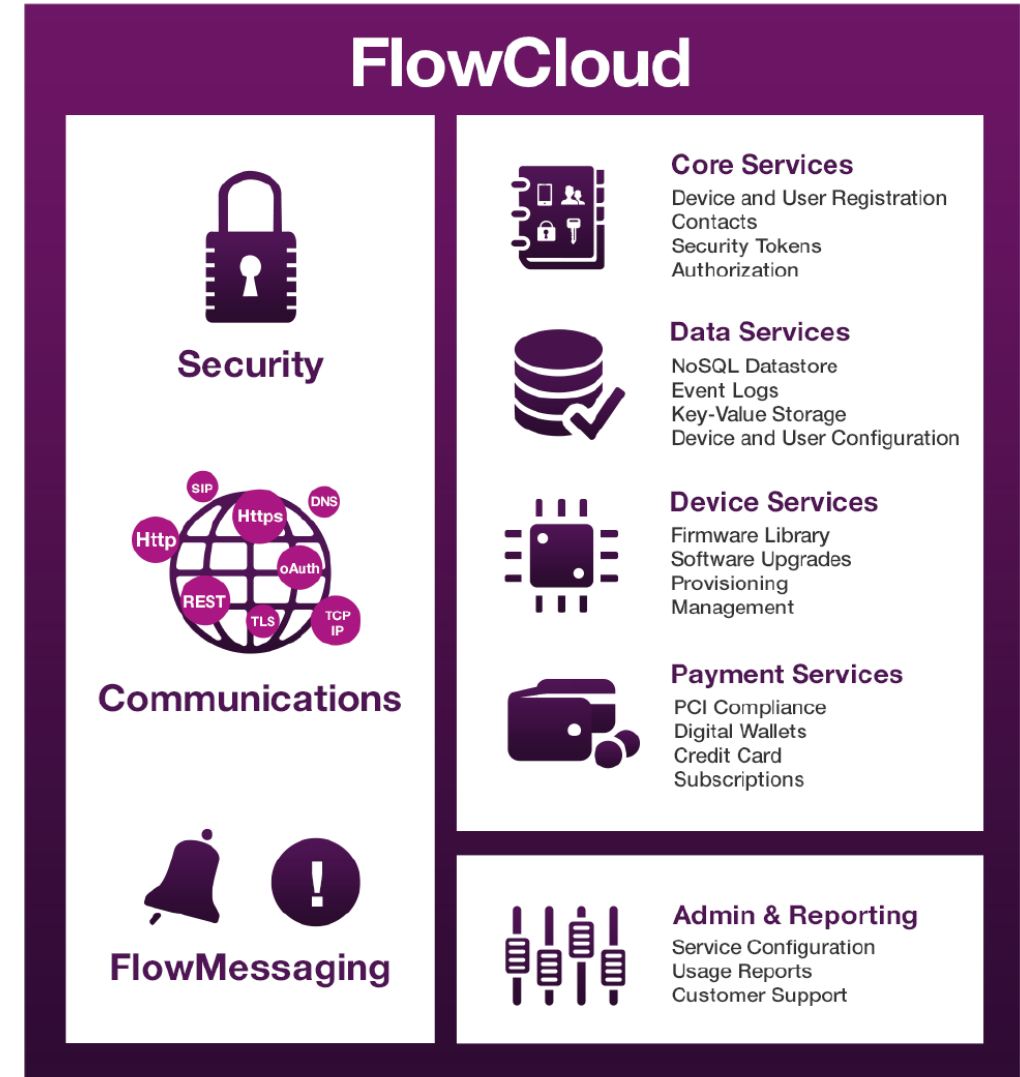 FlowCloud
Security
SIP
DNS
Https
Http
oAuth
REST
TLS
TCP
IP
Communications
!
FlowMessaging
Core Services
Device and User Registration
Contacts
Security Tokens
Authorization
Data Services
NoSQL Datastore
Event Logs
Key-Value Storage
Device and User Configuration
Device Services
Firmware Library
Software Upgrades
Provisioning
Management
Payment Services
PCI Compliance
Digital Wallets
Credit Card
Subscriptions
Admin & Reporting
Service Configuration
Usage Reports
Customer Support